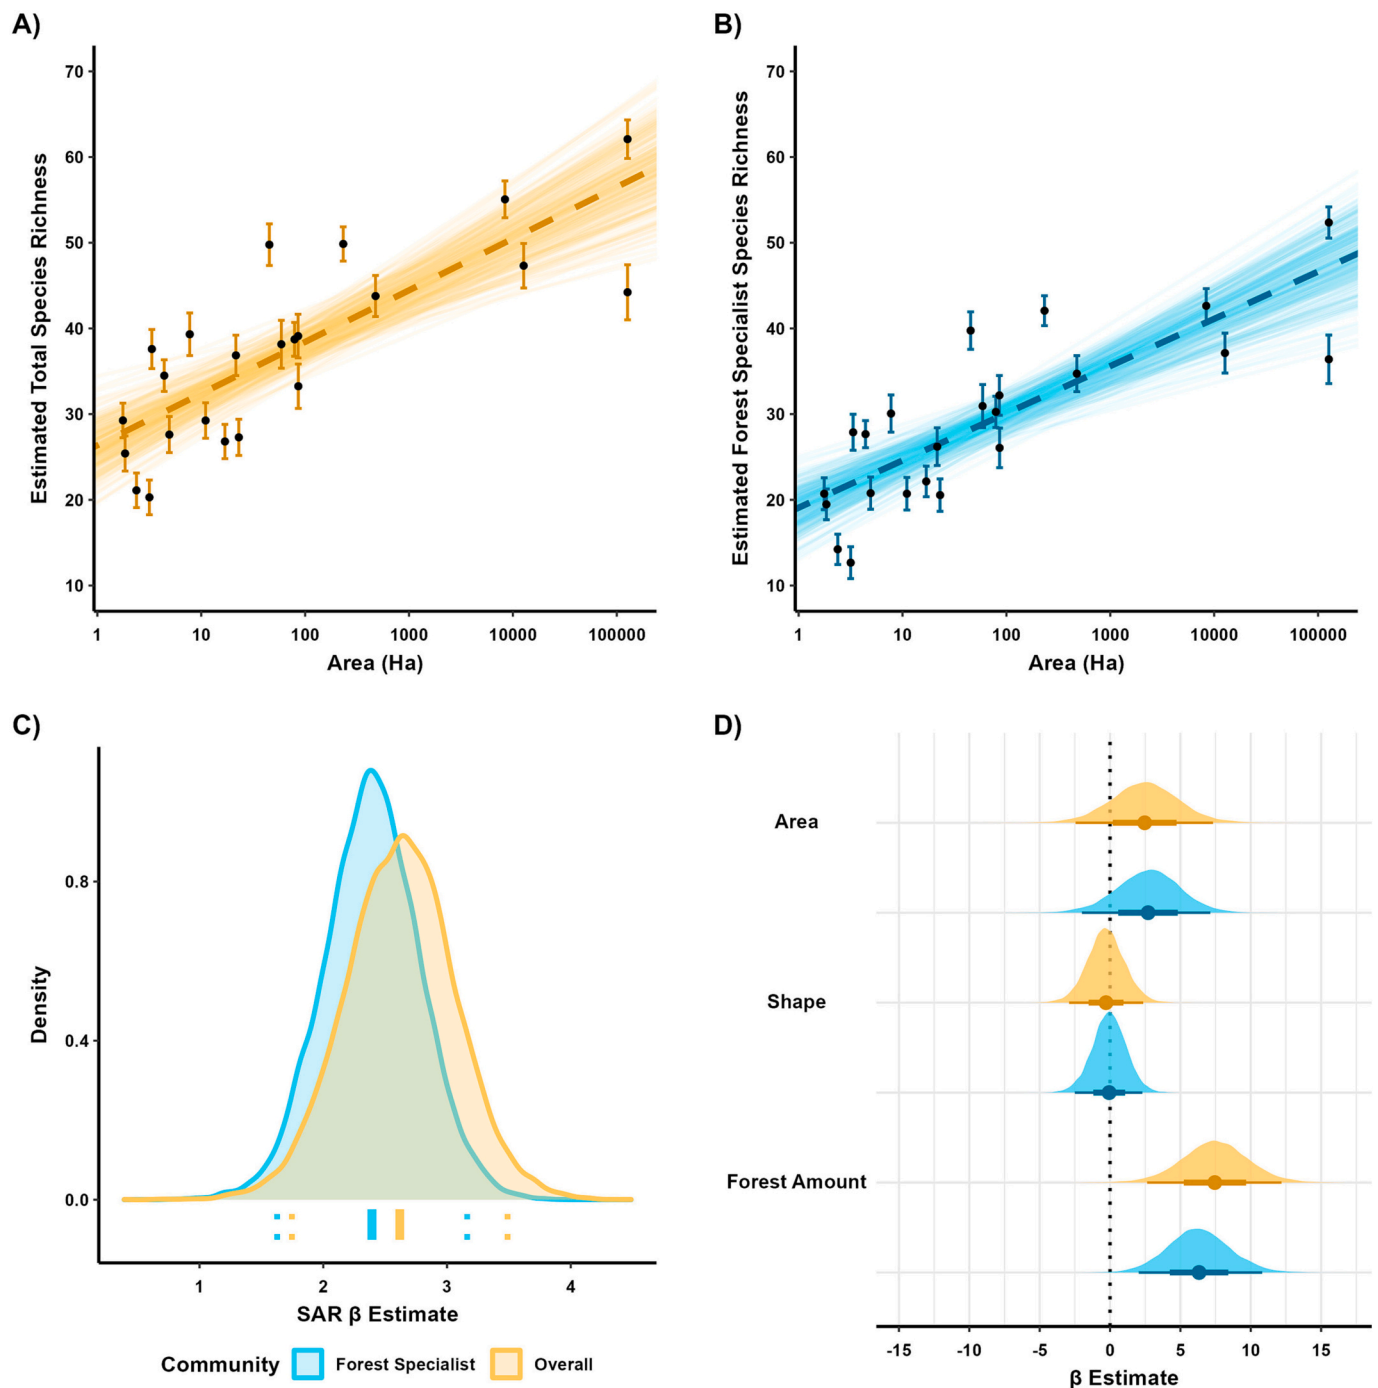 A)
Estimated Total Species Richness
70
60
50
40
30
20
10
1 10 100 1000 10000 100000
Area (Ha)
B)
Estimated Forest Specialist Species Richness
70
60
50
40
30
20
10
1 10 100 1000 10000 100000
Area (Ha)
C)
Density
0.8
0.4
0.0
1 2 3 4
SAR β Estimate
Community Forest Specialist Overall
D)
Area
Shape
Forest Amount
-15 -10 -5 0 5 10 15
β Estimate